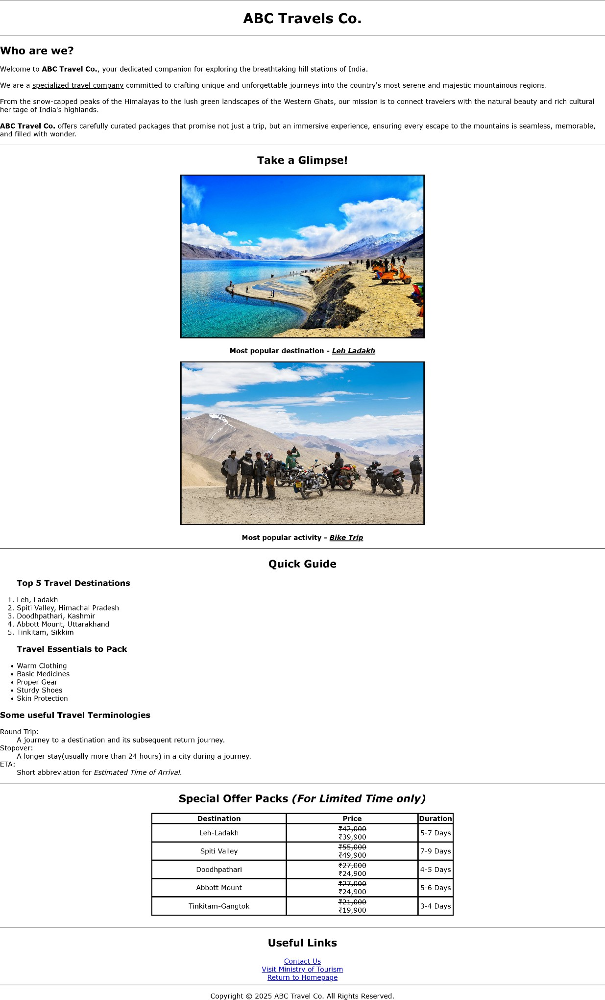 ABC Travels Co.
Who are we?
Welcome to ABC Travel Co., your dedicated companion for exploring the breathtaking hill stations of India.
We are a specialized travel company committed to crafting unique and unforgettable journeys into the country's most serene and majestic mountainous regions.
From the snow-capped peaks of the Himalayas to the lush green landscapes of the Western Ghats, our mission is to connect travelers with the natural beauty and rich cultural
heritage of India's highlands.
ABC Travel Co. offers carefully curated packages that promise not just a trip, but an immersive experience, ensuring every escape to the mountains is seamless, memorable,
and filled with wonder.
Take a Glimpse!
Most popular destination - Leh Ladakh
Most popular activity - Bike Trip
Quick Guide
Top 5 Travel Destinations
1. Leh, Ladakh
2. Spiti Valley, Himachal Pradesh
3. Doodhpathari, Kashmir
4. Abbott Mount, Uttarakhand
5. Tinkitam, Sikkim
Travel Essentials to Pack
• Warm Clothing
• Basic Medicines
• Proper Gear
• Sturdy Shoes
• Skin Protection
Some useful Travel Terminologies
Round Trip:
A journey to a destination and its subsequent return journey.
Stopover:
A longer stay(usually more than 24 hours) in a city during a journey.
ETA:
Short abbreviation for Estimated Time of Arrival.
Special Offer Packs (For Limited Time only)
Destination Price Duration
Leh-Ladakh ₹42,000 ₹39,900 5-7 Days
Spiti Valley ₹55,000 ₹49,900 7-9 Days
Doodhpathari ₹27,000 ₹24,900 4-5 Days
Abbott Mount ₹27,000 ₹24,900 5-6 Days
Tinkitam-Gangtok ₹21,000 ₹19,900 3-4 Days
Useful Links
Contact Us
Visit Ministry of Tourism
Return to Homepage
Copyright © 2025 ABC Travel Co. All Rights Reserved.